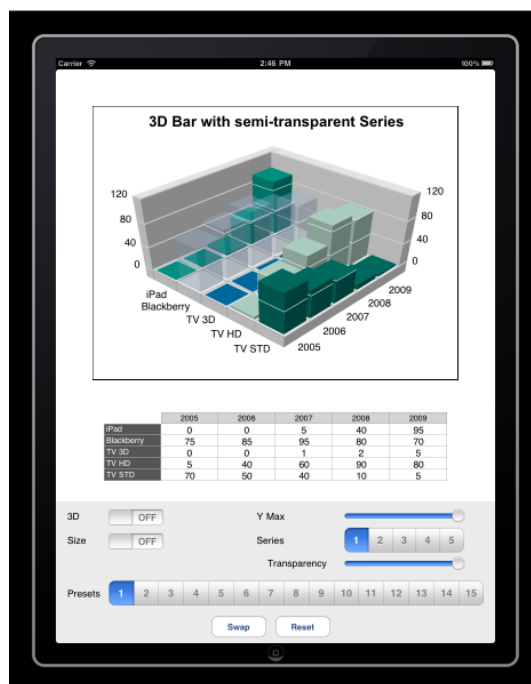 Carrier 2:46 PM 100%
3D Bar with semi-transparent Series
120 120
80 80
40 40
0 0
iPad 2009
Blackberry 2008
TV 3D 2007
TV HD 2006
TV STD 2005
2005 2006 2007 2008 2009
iPad 0 0 5 40 95
Blackberry 75 85 95 80 70
TV 3D 0 0 1 2 5
TV HD 5 40 60 90 80
TV STD 70 50 40 10 5
3D OFF Y Max
Size OFF Series 1 2 3 4 5
Transparency
Presets 1 2 3 4 5 6 7 8 9 10 11 12 13 14 15
Swap Reset